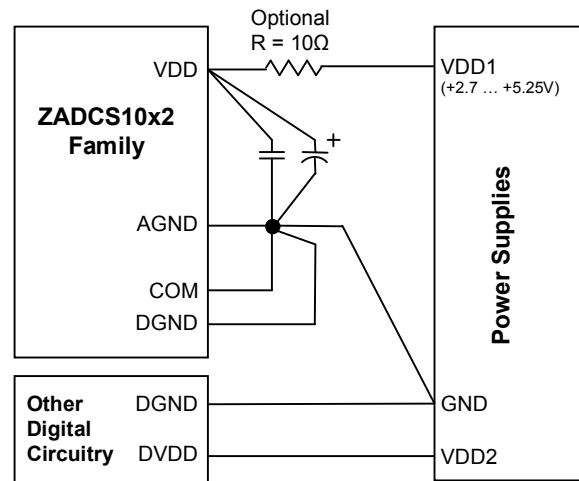 Optional
R = 10Ω
VDD
VDD1
(+2.7 ... +5.25V)
ZADCS10x2
Family
+
AGND
COM
DGND
Power Supplies
Other
Digital
Circuitry
DGND
DVDD
GND
VDD2